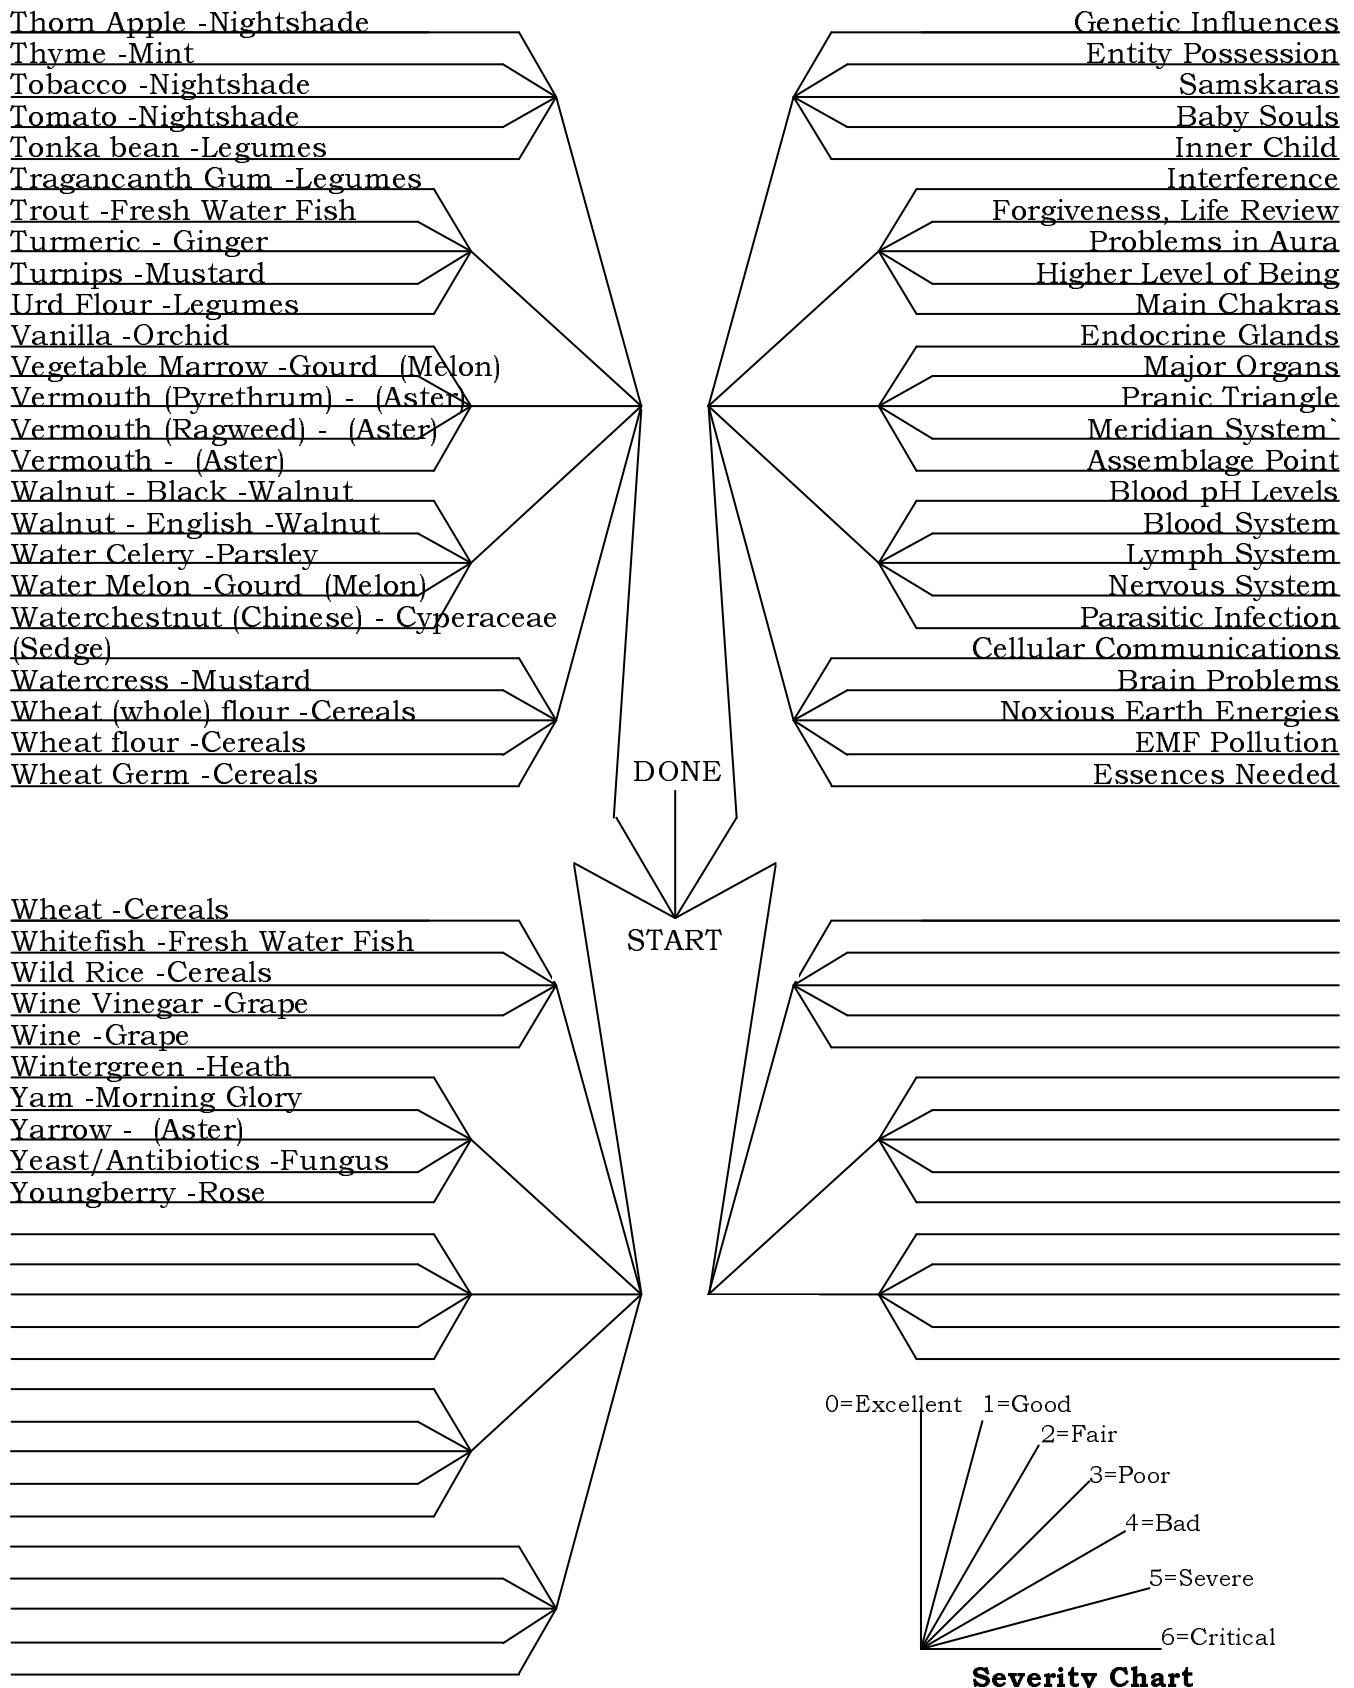 Thorn Apple -Nightshade
Thyme -Mint
Tobacco -Nightshade
Tomato -Nightshade
Tonka bean -Legumes
Tragancanth Gum -Legumes
Trout -Fresh Water Fish
Turmeric - Ginger
Turnips -Mustard
Urd Flour -Legumes
Vanilla -Orchid
Vegetable Marrow -Gourd  (Melon)
Vermouth (Pyrethrum) -  (Aster)
Vermouth (Ragweed) -  (Aster)
Vermouth -  (Aster)
Walnut - Black -Walnut
Walnut - English -Walnut
Water Celery -Parsley
Water Melon -Gourd  (Melon)
Waterchestnut (Chinese) - Cyperaceae
(Sedge)
Watercress -Mustard
Wheat (whole) flour -Cereals
Wheat flour -Cereals
Wheat Germ -Cereals
Genetic Influences
Entity Possession
Samskaras
Baby Souls
Inner Child
Interference
Forgiveness, Life Review
Problems in Aura
Higher Level of Being
Main Chakras
Endocrine Glands
Major Organs
Pranic Triangle
Meridian System`
Assemblage Point
Blood pH Levels
Blood System
Lymph System
Nervous System
Parasitic Infection
Cellular Communications
Brain Problems
Noxious Earth Energies
EMF Pollution
Essences Needed
DONE
START
Wheat -Cereals
Whitefish -Fresh Water Fish
Wild Rice -Cereals
Wine Vinegar -Grape
Wine -Grape
Wintergreen -Heath
Yam -Morning Glory
Yarrow -  (Aster)
Yeast/Antibiotics -Fungus
Youngberry -Rose
0=Excellent
1=Good
2=Fair
3=Poor
4=Bad
5=Severe
6=Critical
Severity Chart